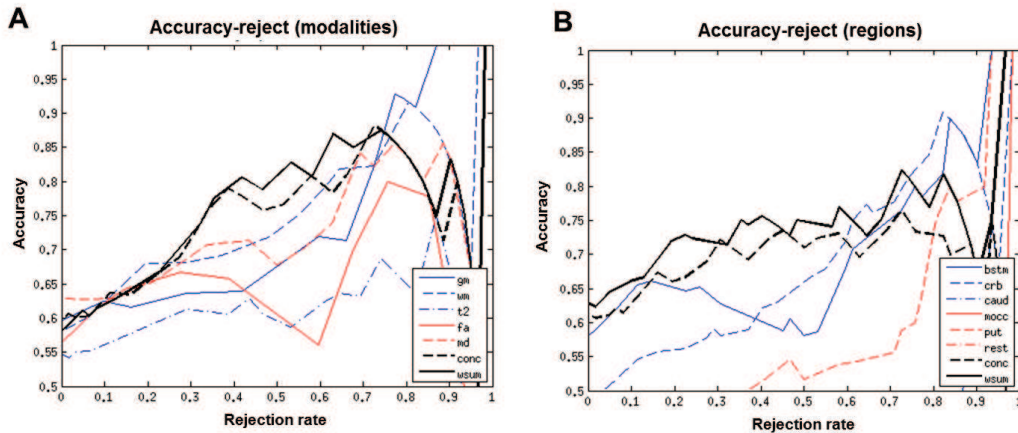 A
Accuracy-reject (modalities)
1
0.95
0.9
0.85
0.8
0.75
0.7
0.65
0.6
0.55
0.5
Accuracy
0 0.1 0.2 0.3 0.4 0.5 0.6 0.7 0.8 0.9 1
Rejection rate
gm
wm
t2
fa
md
conc
wsum
B
Accuracy-reject (regions)
1
0.95
0.9
0.85
0.8
0.75
0.7
0.65
0.6
0.55
0.5
Accuracy
0 0.1 0.2 0.3 0.4 0.5 0.6 0.7 0.8 0.9 1
Rejection rate
bstm
crb
caud
mocc
put
rest
conc
wsum